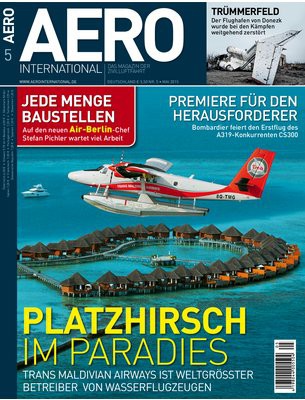 AERO
5
AERO
INTERNATIONAL
DAS MAGAZIN DER
ZIVILLUFTFAHRT
TRÜMMERFELD
Der Flughafen von Donezk
wurde bei den Kämpfen
weitgehend zerstört
WWW.AEROINTERNATIONAL.DE
JEDE MENGE
BAUSTELLEN
Auf den neuen Air-Berlin-Chef
Stefan Pichler wartet viel Arbeit
PREMIERE FÜR DEN
HERAUSFORDERER
Bombardier feiert den Erstflug des
A319-Konkurrenten CS300
8Q-TMO
PLATZHIRSCH
IM PARADIES
TRANS MALDIVIAN AIRWAYS IST WELTGRÖSSTER
BETREIBER VON WASSERFLUGZEUGEN